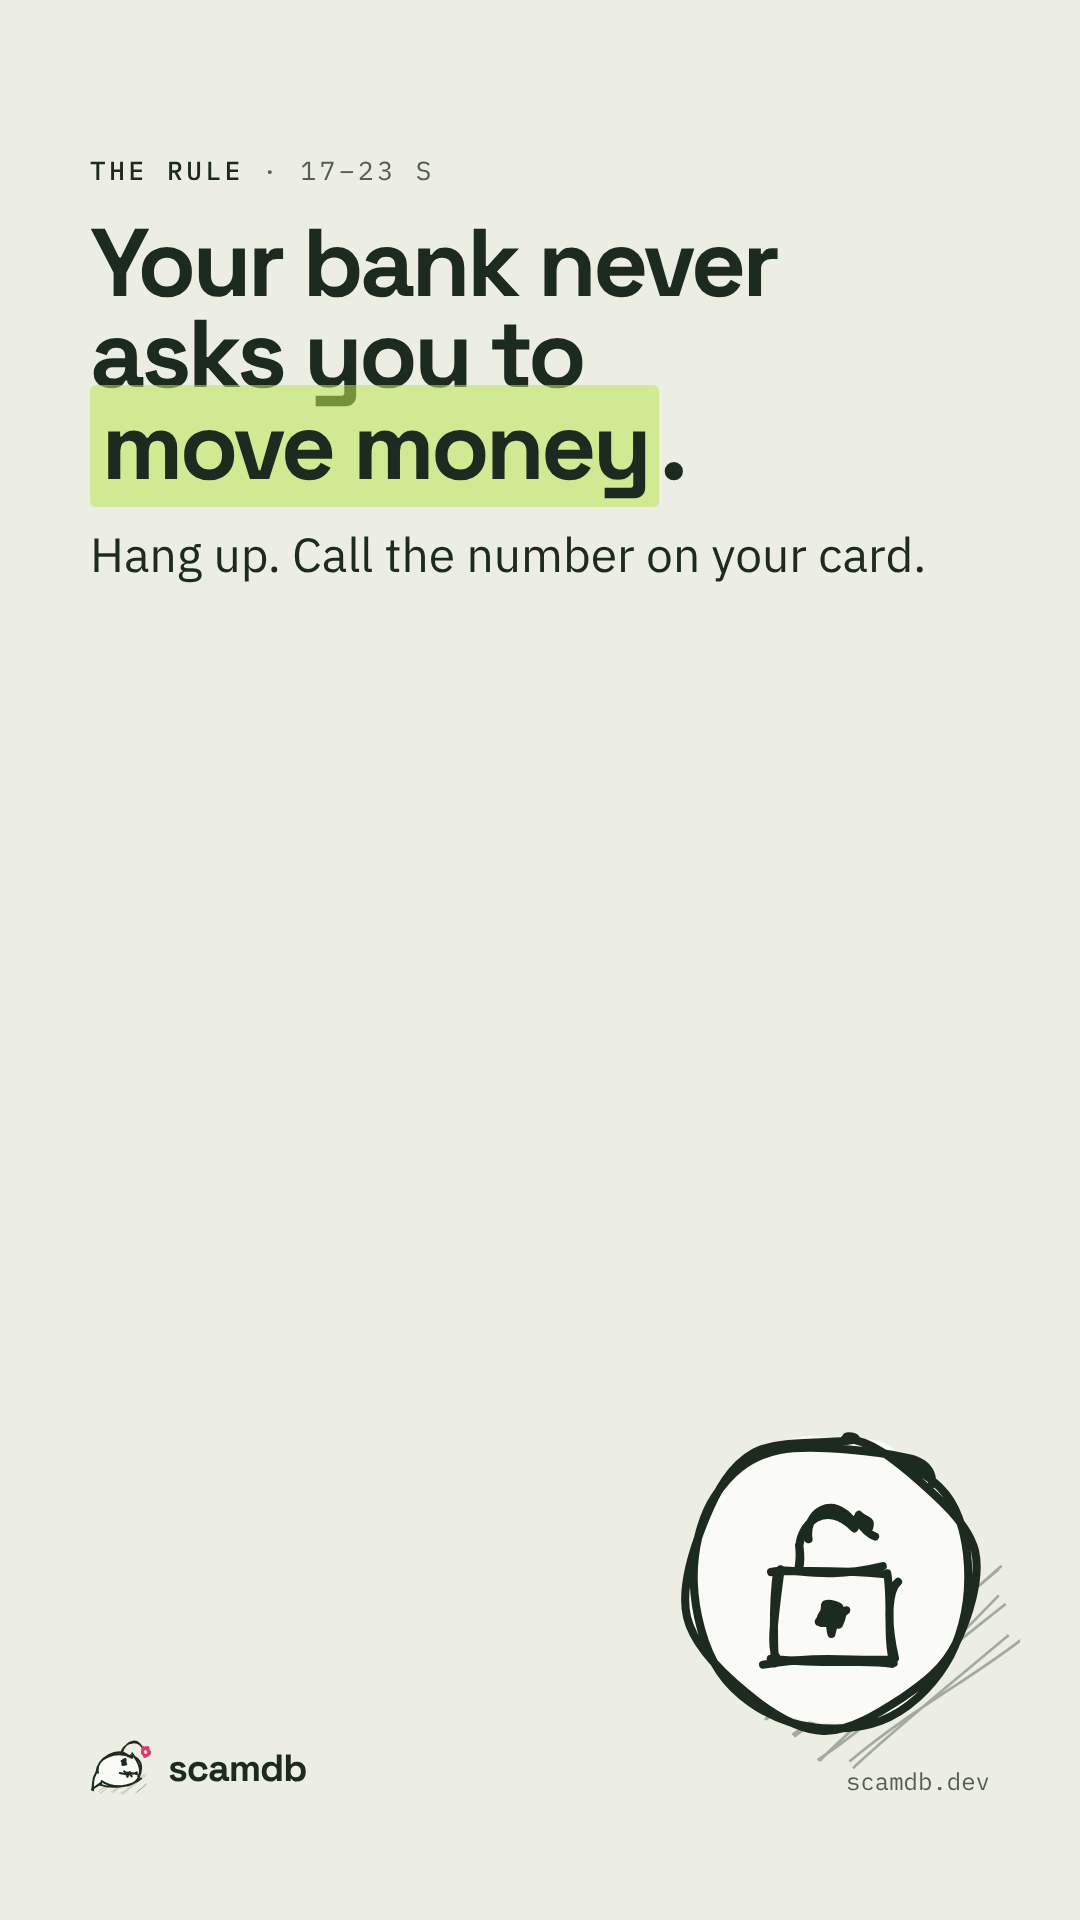 THE RULE · 17–23 S
Your bank never
asks you to
move money.
Hang up. Call the number on your card.
scamdb
scamdb.dev